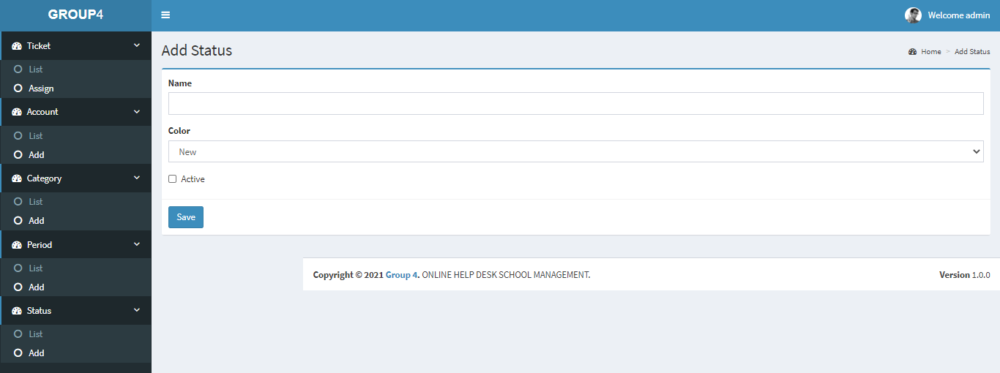 GROUP4
Welcome admin
Ticket
List
Assign
Account
List
Add
Category
List
Add
Period
List
Add
Status
List
Add
Add Status
Home > Add Status
Name
Color
New
Active
Save
Copyright © 2021 Group 4. ONLINE HELP DESK SCHOOL MANAGEMENT.
Version 1.0.0